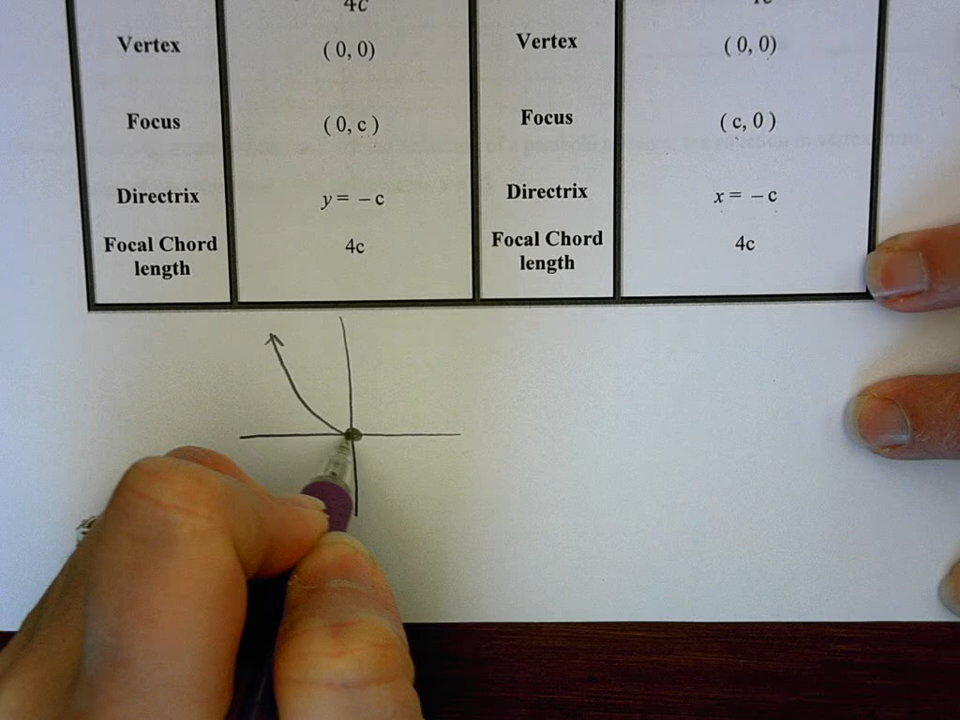 4c
Vertex ( 0, 0) Vertex ( 0, 0)
Focus ( 0, c ) Focus ( c, 0 )
Directrix y = − c Directrix x = − c
Focal Chord length 4c Focal Chord length 4c